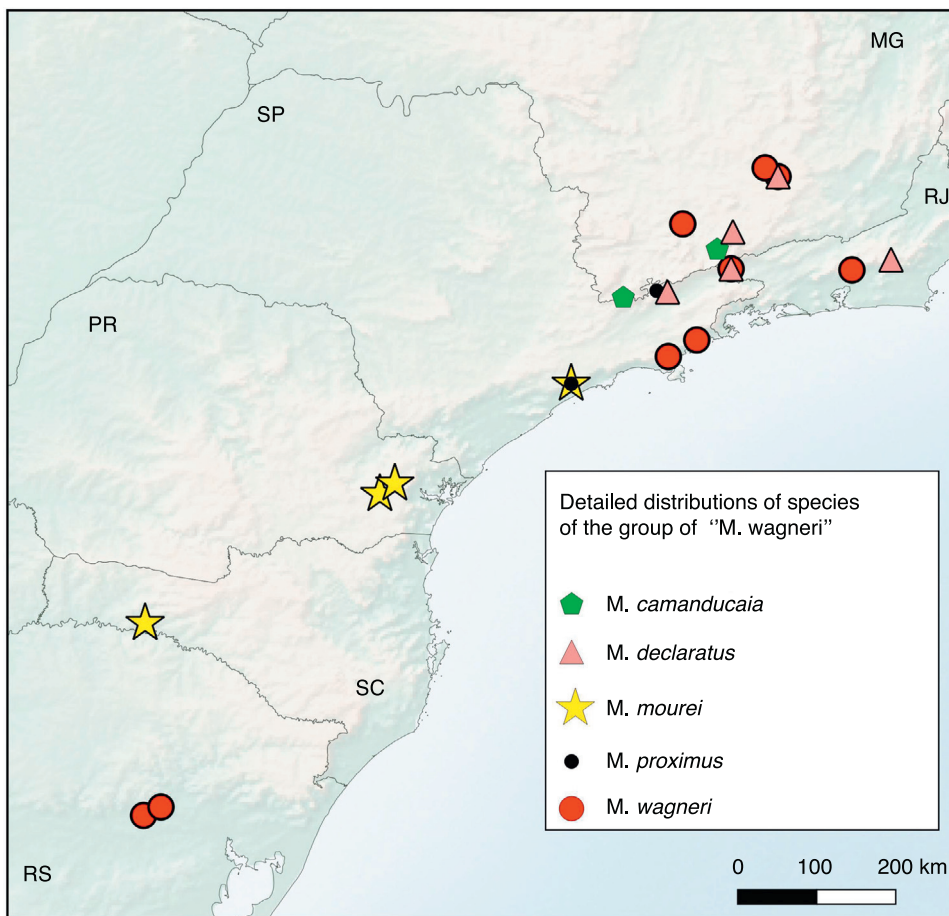 MG
SP
RJ
PR
Detailed distributions of species
of the group of ‘‘M. wagneri’’
M. camanducaia
M. declaratus
SC
M. mourei
M. proximus
M. wagneri
RS
0 100 200 km